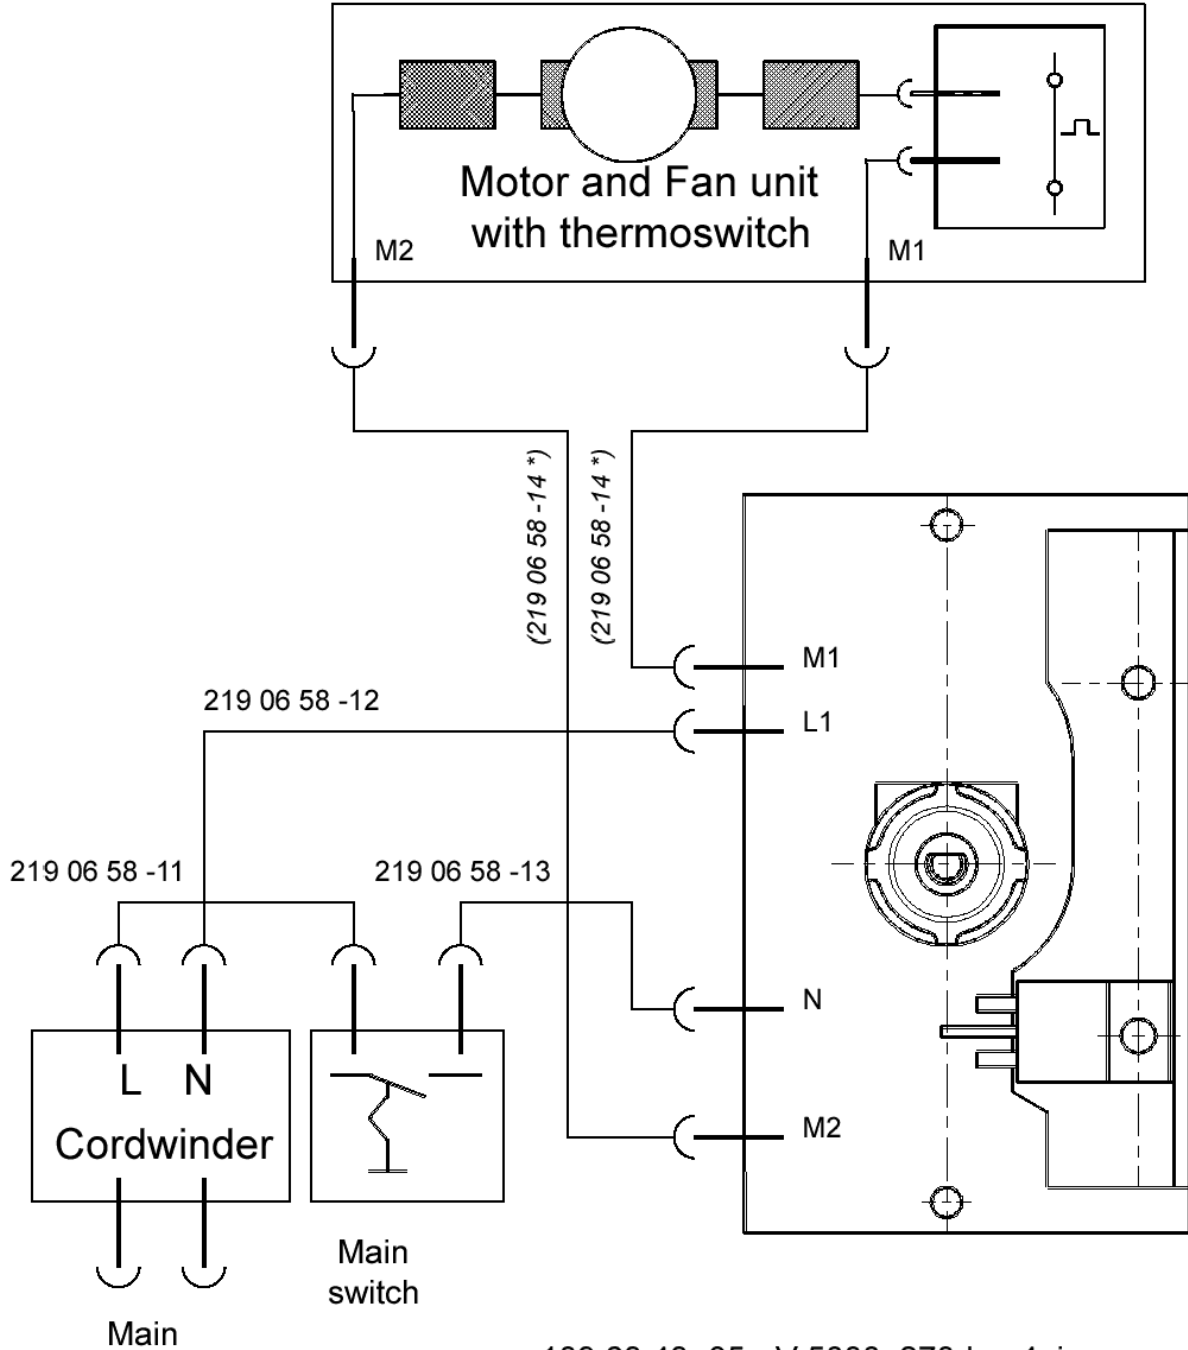 Motor and Fan unit
with thermoswitch
M2
M1
(219 06 58 -14 *)
(219 06 58 -14 *)
M1
219 06 58 -12
L1
219 06 58 -11
219 06 58 -13
N
L N
M2
Cordwinder
Main
switch
Main